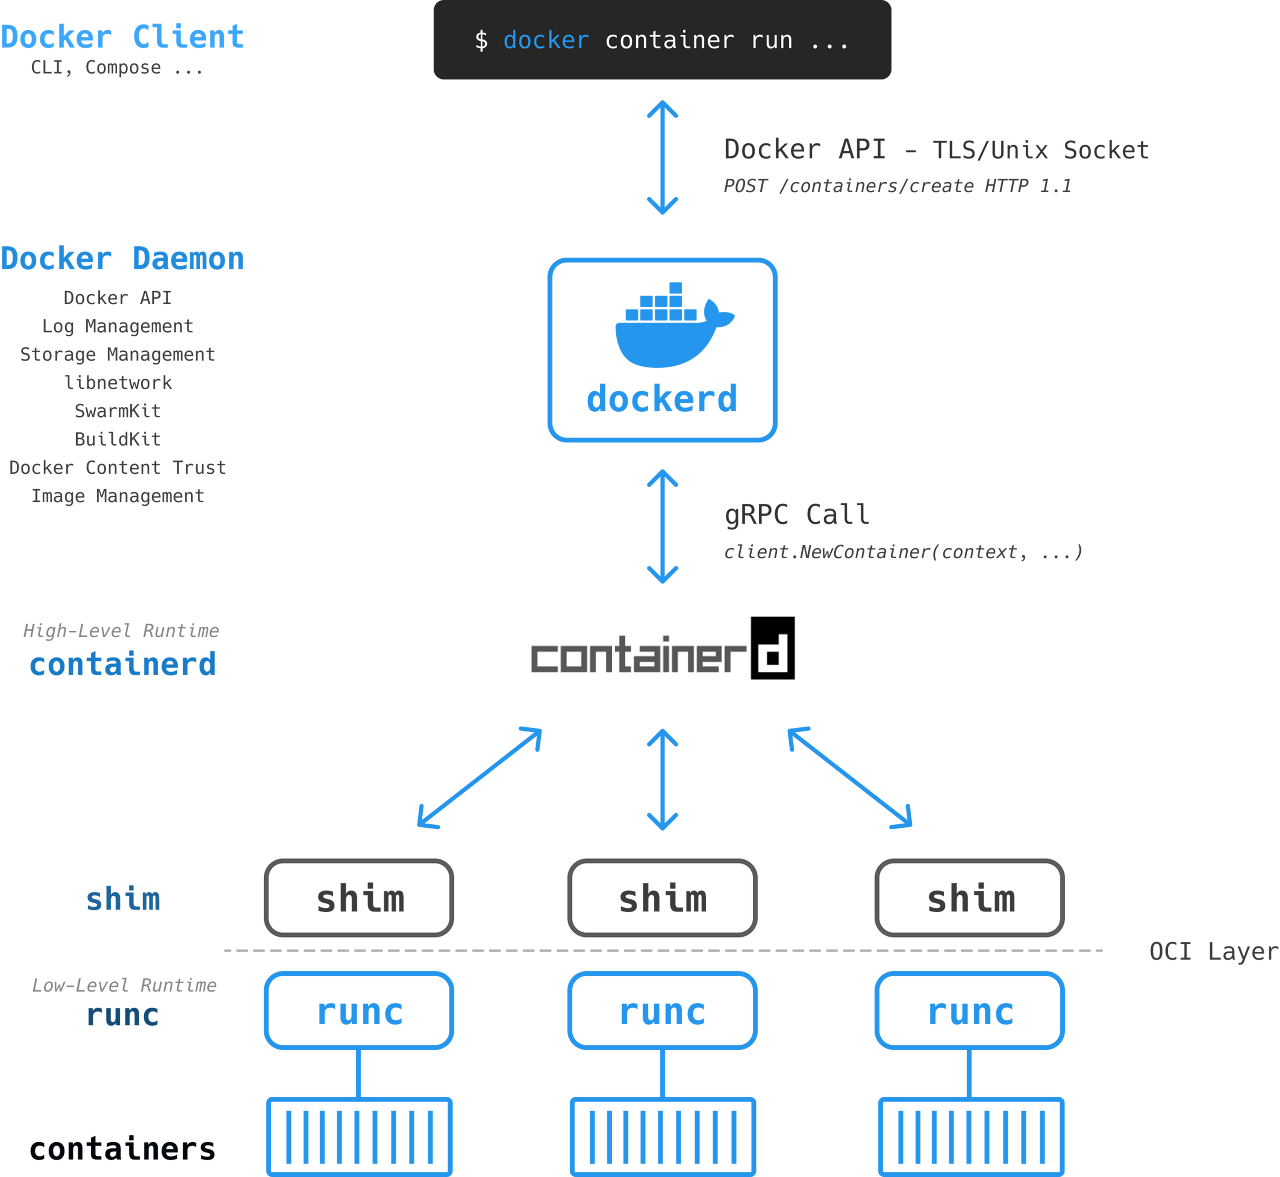 Docker Client
CLI, Compose ...
$ docker container run ...
Docker API - TLS/Unix Socket
POST /containers/create HTTP 1.1
Docker Daemon
Docker API
Log Management
Storage Management
libnetwork
SwarmKit
BuildKit
Docker Content Trust
Image Management
dockerd
gRPC Call
client.NewContainer(context, ...)
High-Level Runtime
containerd
containerd
shim
shim
shim
shim
OCI Layer
Low-Level Runtime
runc
runc
runc
runc
containers